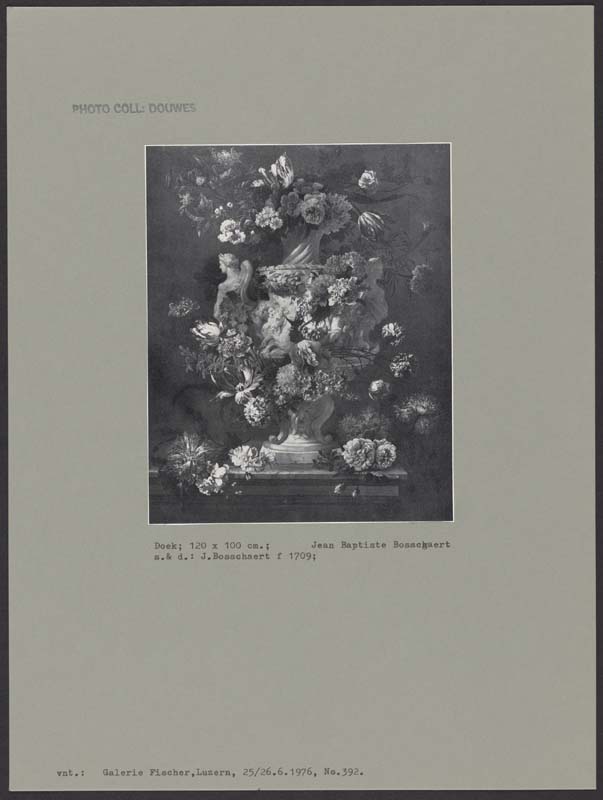 PHOTO COLL: DOUWES
Doek; 120 x 100 cm.; Jean Baptiste Bosschaert
s.& d.: J.Bosschaert f 1709;
vnt.: Galerie Fischer,Luzern, 25/26.6.1976, No.392.